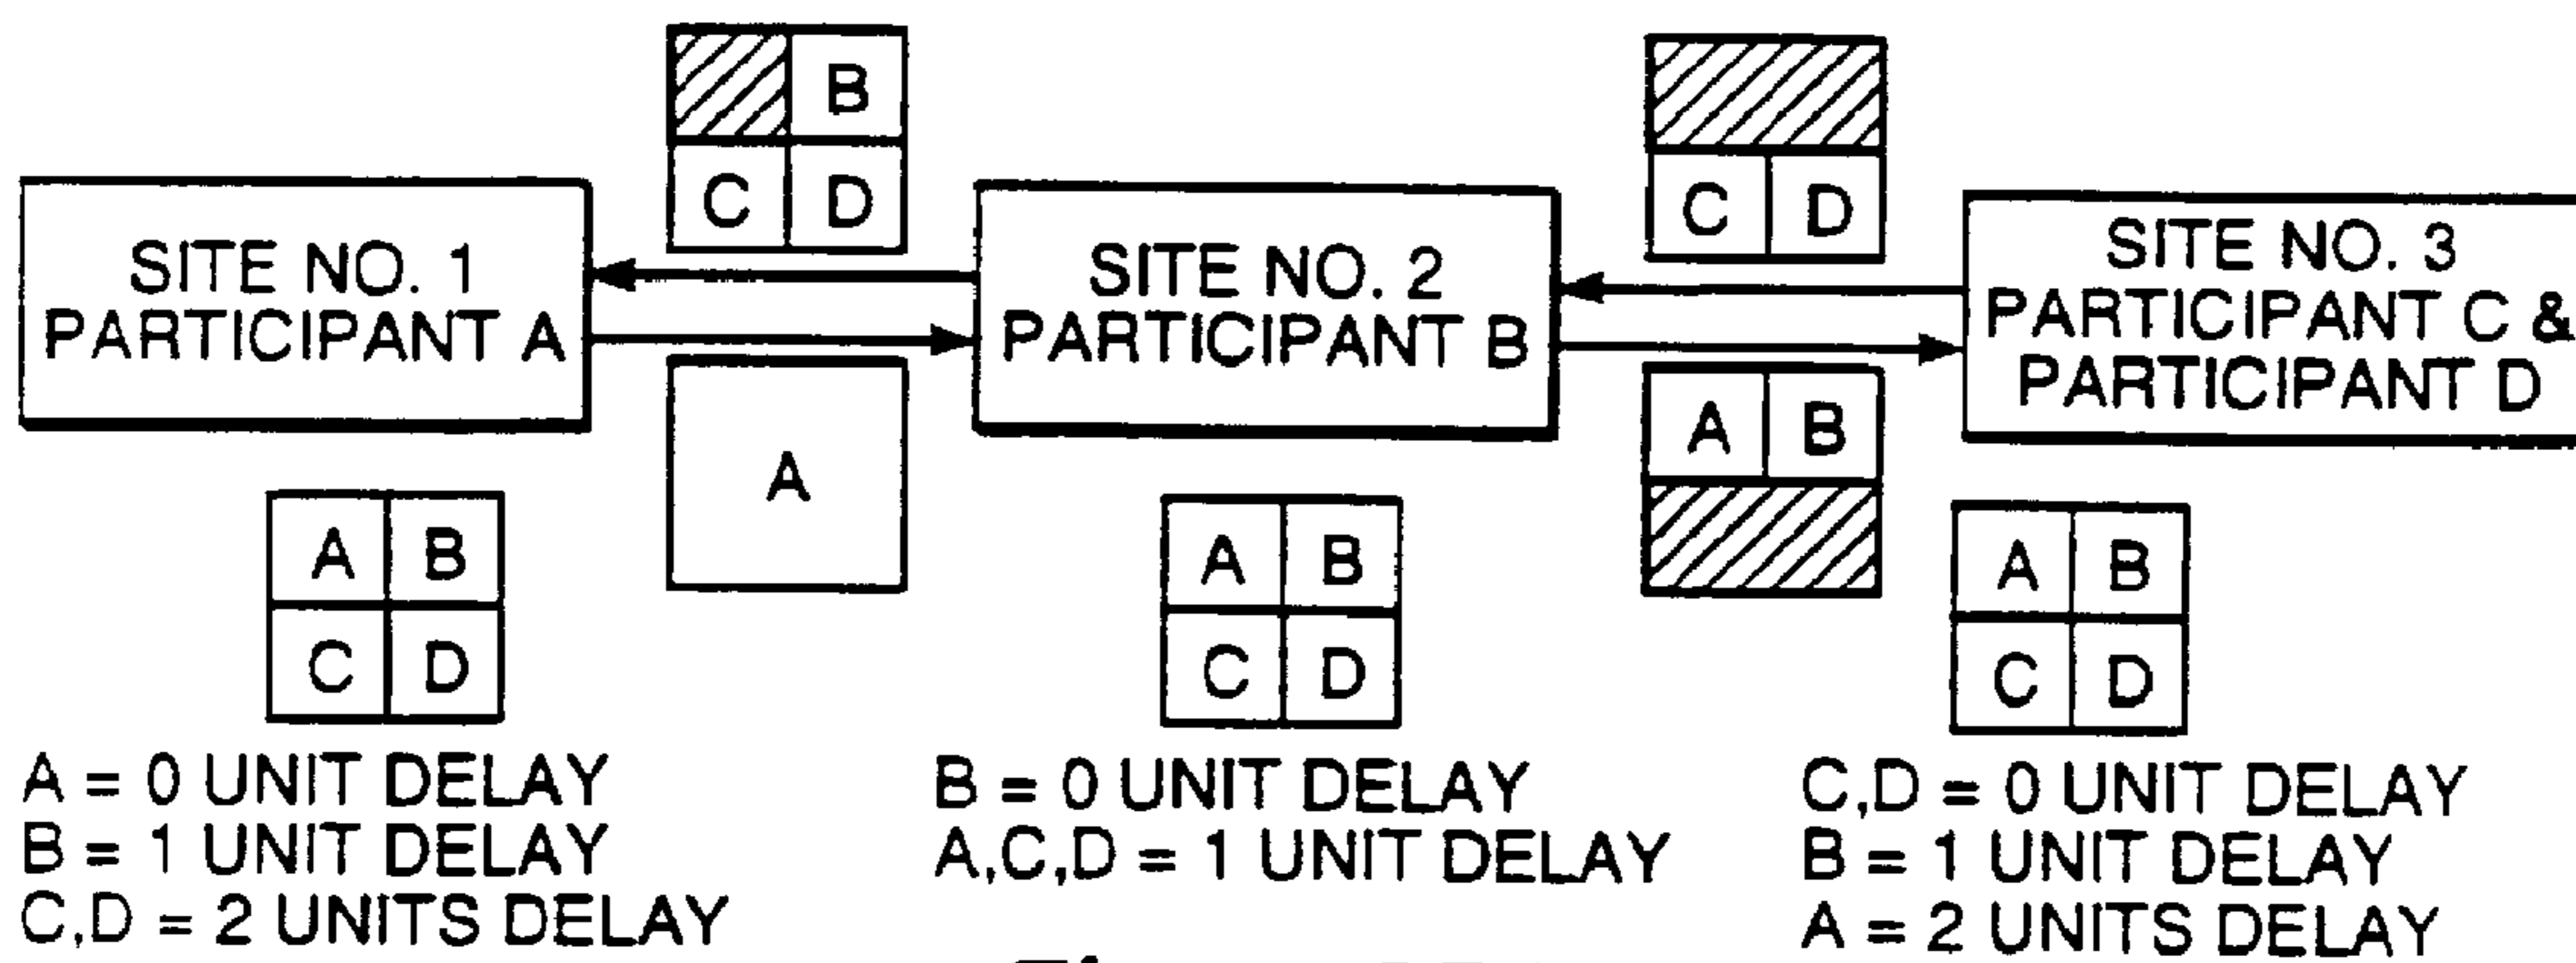 B
C D
C D
SITE NO. 1
PARTICIPANT A
SITE NO. 2
PARTICIPANT B
SITE NO. 3
PARTICIPANT C &
PARTICIPANT D
A
A B
A B
C D
A B
C D
A B
C D
A = 0 UNIT DELAY
B = 1 UNIT DELAY
C,D = 2 UNITS DELAY
B = 0 UNIT DELAY
A,C,D = 1 UNIT DELAY
C,D = 0 UNIT DELAY
B = 1 UNIT DELAY
A = 2 UNITS DELAY